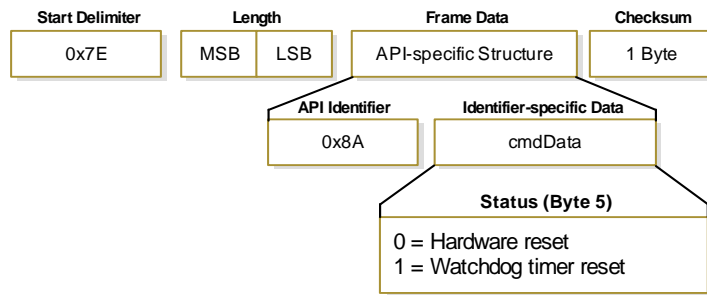 Start Delimiter Length Frame Data Checksum
0x7E MSB LSB API-specific Structure 1 Byte
API Identifier Identifier-specific Data
0x8A cmdData
Status (Byte 5)
0 = Hardware reset
1 = Watchdog timer reset